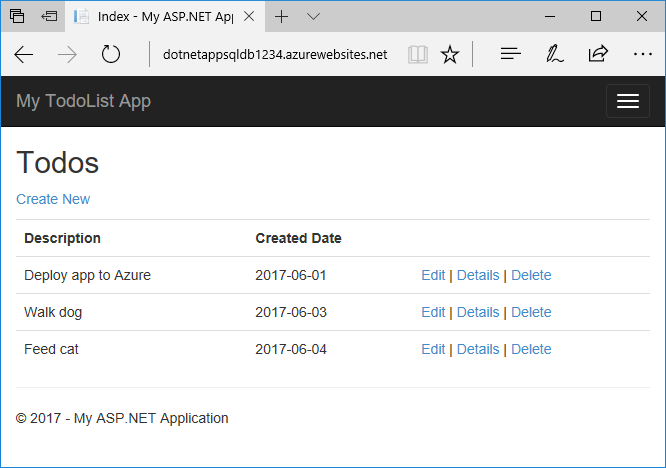 Index - My ASP.NET App
dotnetappsqldb1234.azurewebsites.net
My TodoList App
Todos
Create New
Description Created Date
Deploy app to Azure 2017-06-01 Edit | Details | Delete
Walk dog 2017-06-03 Edit | Details | Delete
Feed cat 2017-06-04 Edit | Details | Delete
© 2017 - My ASP.NET Application